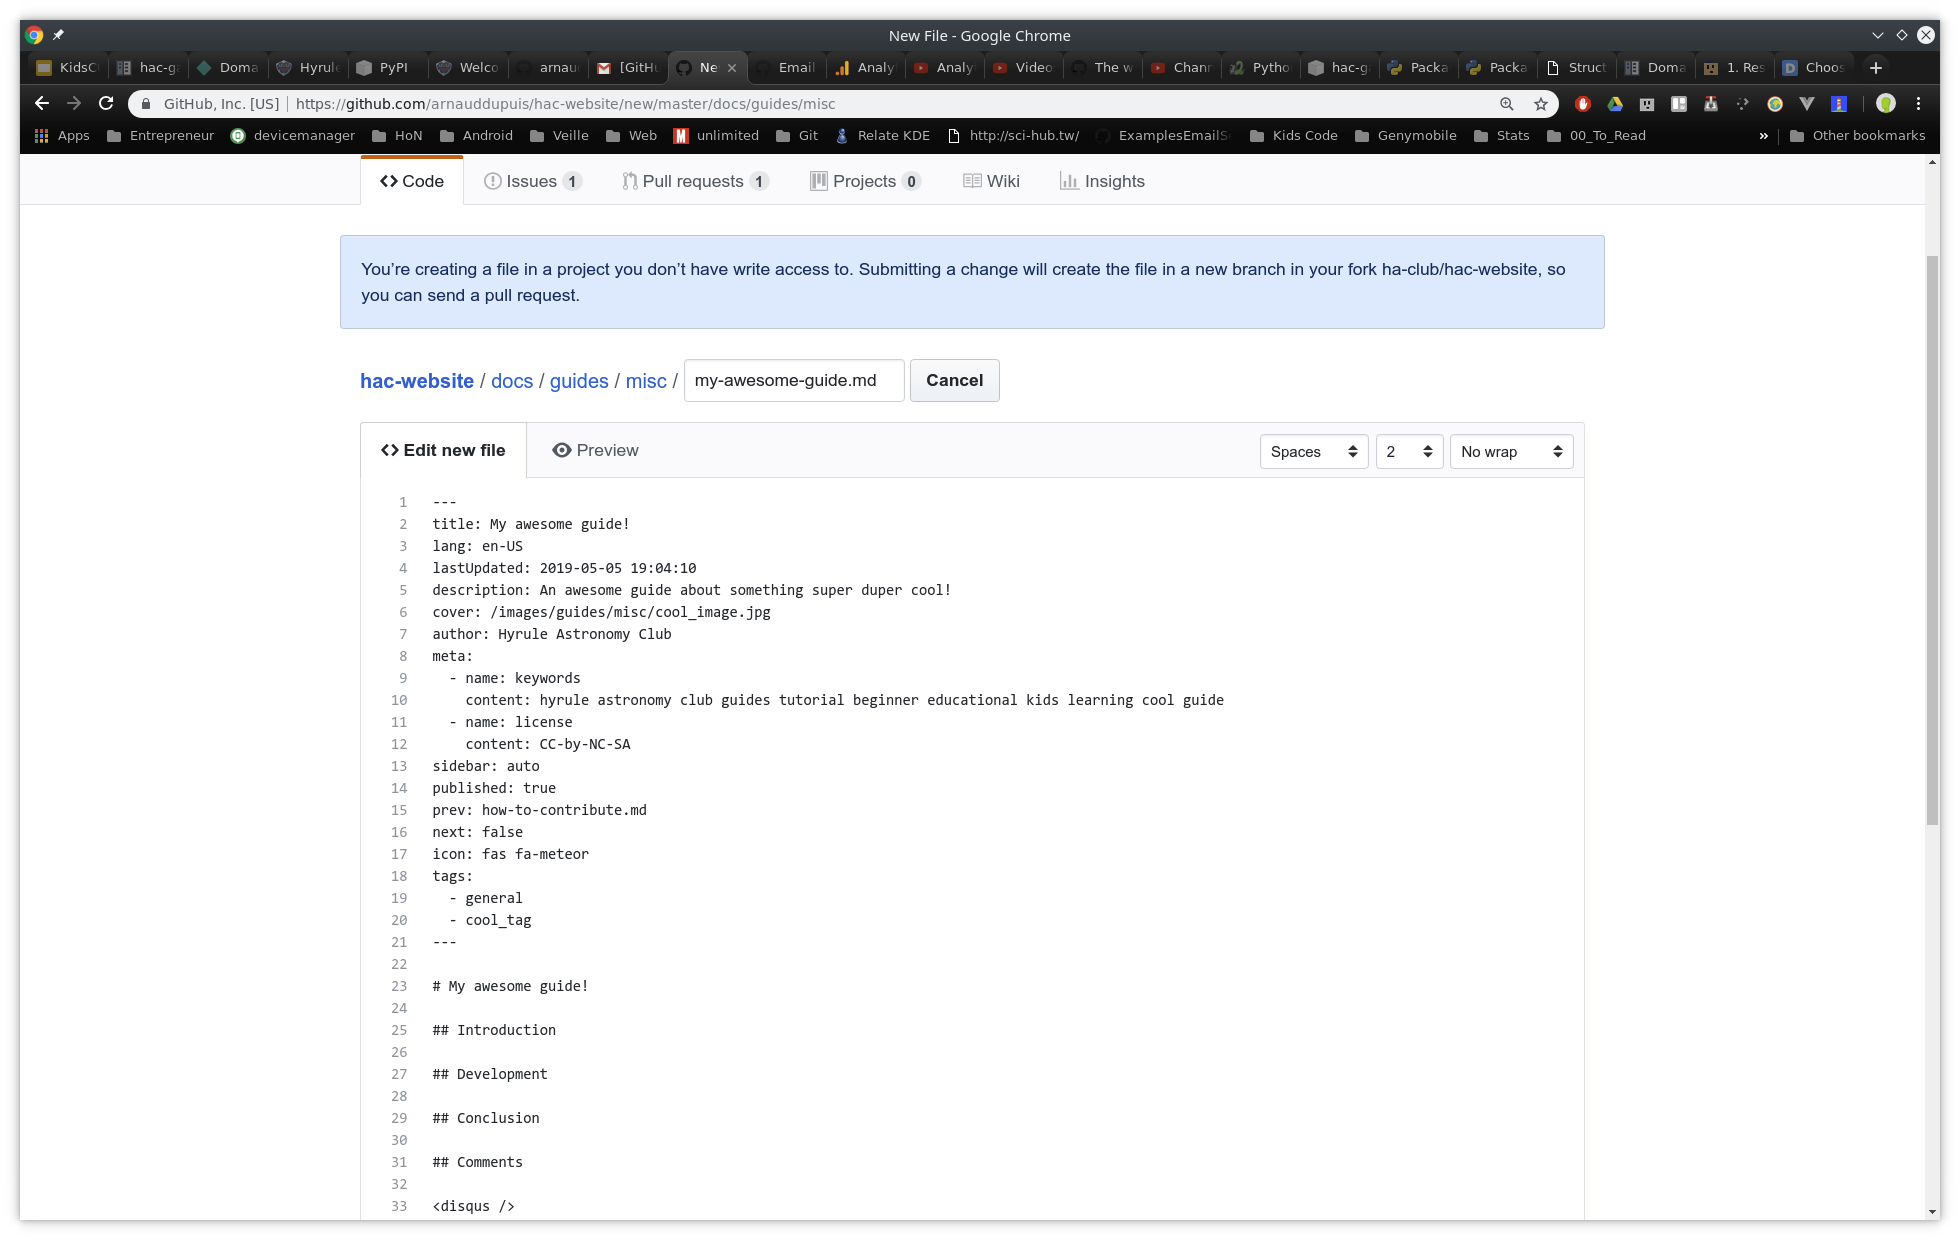 New File - Google Chrome
KidsC hac-g Doma Hyrule PyPI Welco arnau [GitHu Ne Email Analy Analy Video The w Chann Pytho hac-g Packa Packa Struct Doma 1. Res Choos
GitHub, Inc. [US] | https://github.com/arnauddupuis/hac-website/new/master/docs/guides/misc
Apps Entrepreneur devicemanager HoN Android Veille Web unlimited Git Relate KDE http://sci-hub.tw/ ExamplesEmailS Kids Code Genymobile Stats 00_To_Read » Other bookmarks
Code Issues 1 Pull requests 1 Projects 0 Wiki Insights
You’re creating a file in a project you don’t have write access to. Submitting a change will create the file in a new branch in your fork ha-club/hac-website, so
you can send a pull request.
hac-website / docs / guides / misc / my-awesome-guide.md Cancel
<> Edit new file Preview Spaces 2 No wrap
1 ---
2 title: My awesome guide!
3 lang: en-US
4 lastUpdated: 2019-05-05 19:04:10
5 description: An awesome guide about something super duper cool!
6 cover: /images/guides/misc/cool_image.jpg
7 author: Hyrule Astronomy Club
8 meta:
9 - name: keywords
10 content: hyrule astronomy club guides tutorial beginner educational kids learning cool guide
11 - name: license
12 content: CC-by-NC-SA
13 sidebar: auto
14 published: true
15 prev: how-to-contribute.md
16 next: false
17 icon: fas fa-meteor
18 tags:
19 - general
20 - cool_tag
21 ---
22
23 # My awesome guide!
24
25 ## Introduction
26
27 ## Development
28
29 ## Conclusion
30
31 ## Comments
32
33 <disqus />